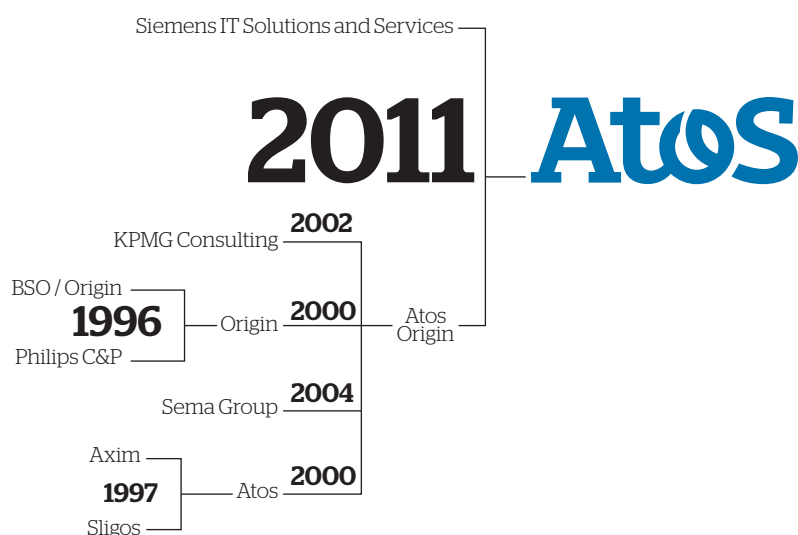 Siemens IT Solutions and Services
2011 Atos
2002
KPMG Consulting
BSO / Origin
1996
Origin
2000
Atos
Origin
Philips C&P
2004
Sema Group
Axim
1997
Atos
2000
Sligos